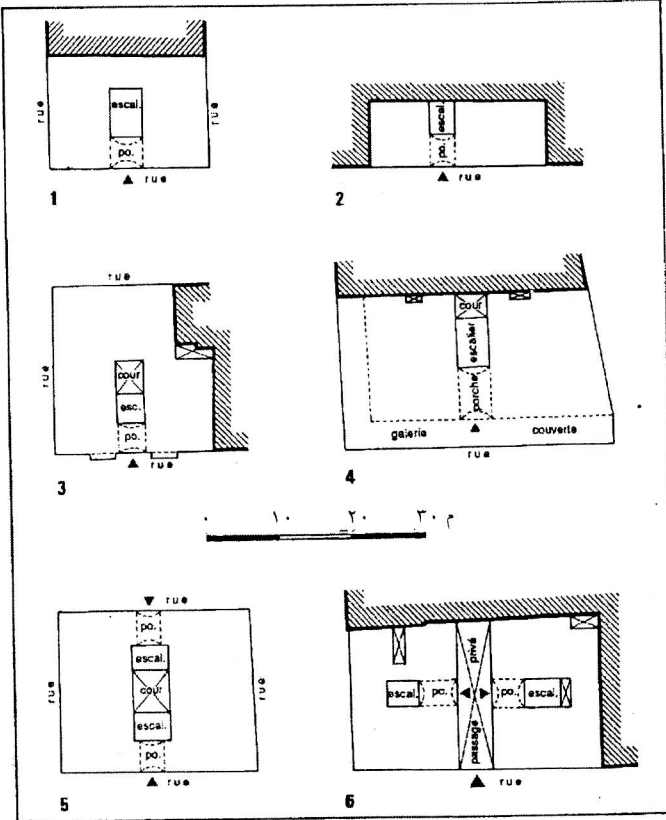 rue
escal.
rue
po.
rue
1
escal.
po.
rue
2
rue
rue
cour
esc.
po.
rue
3
cour
escalier
porche
galerie couverte
rue
4
٠ ١٠ ٢٠ ٣٠ م
rue
po.
escal.
rue
cour
rue
escal.
po.
rue
5
privé
escal.
po.
po.
escal.
passage
rue
6